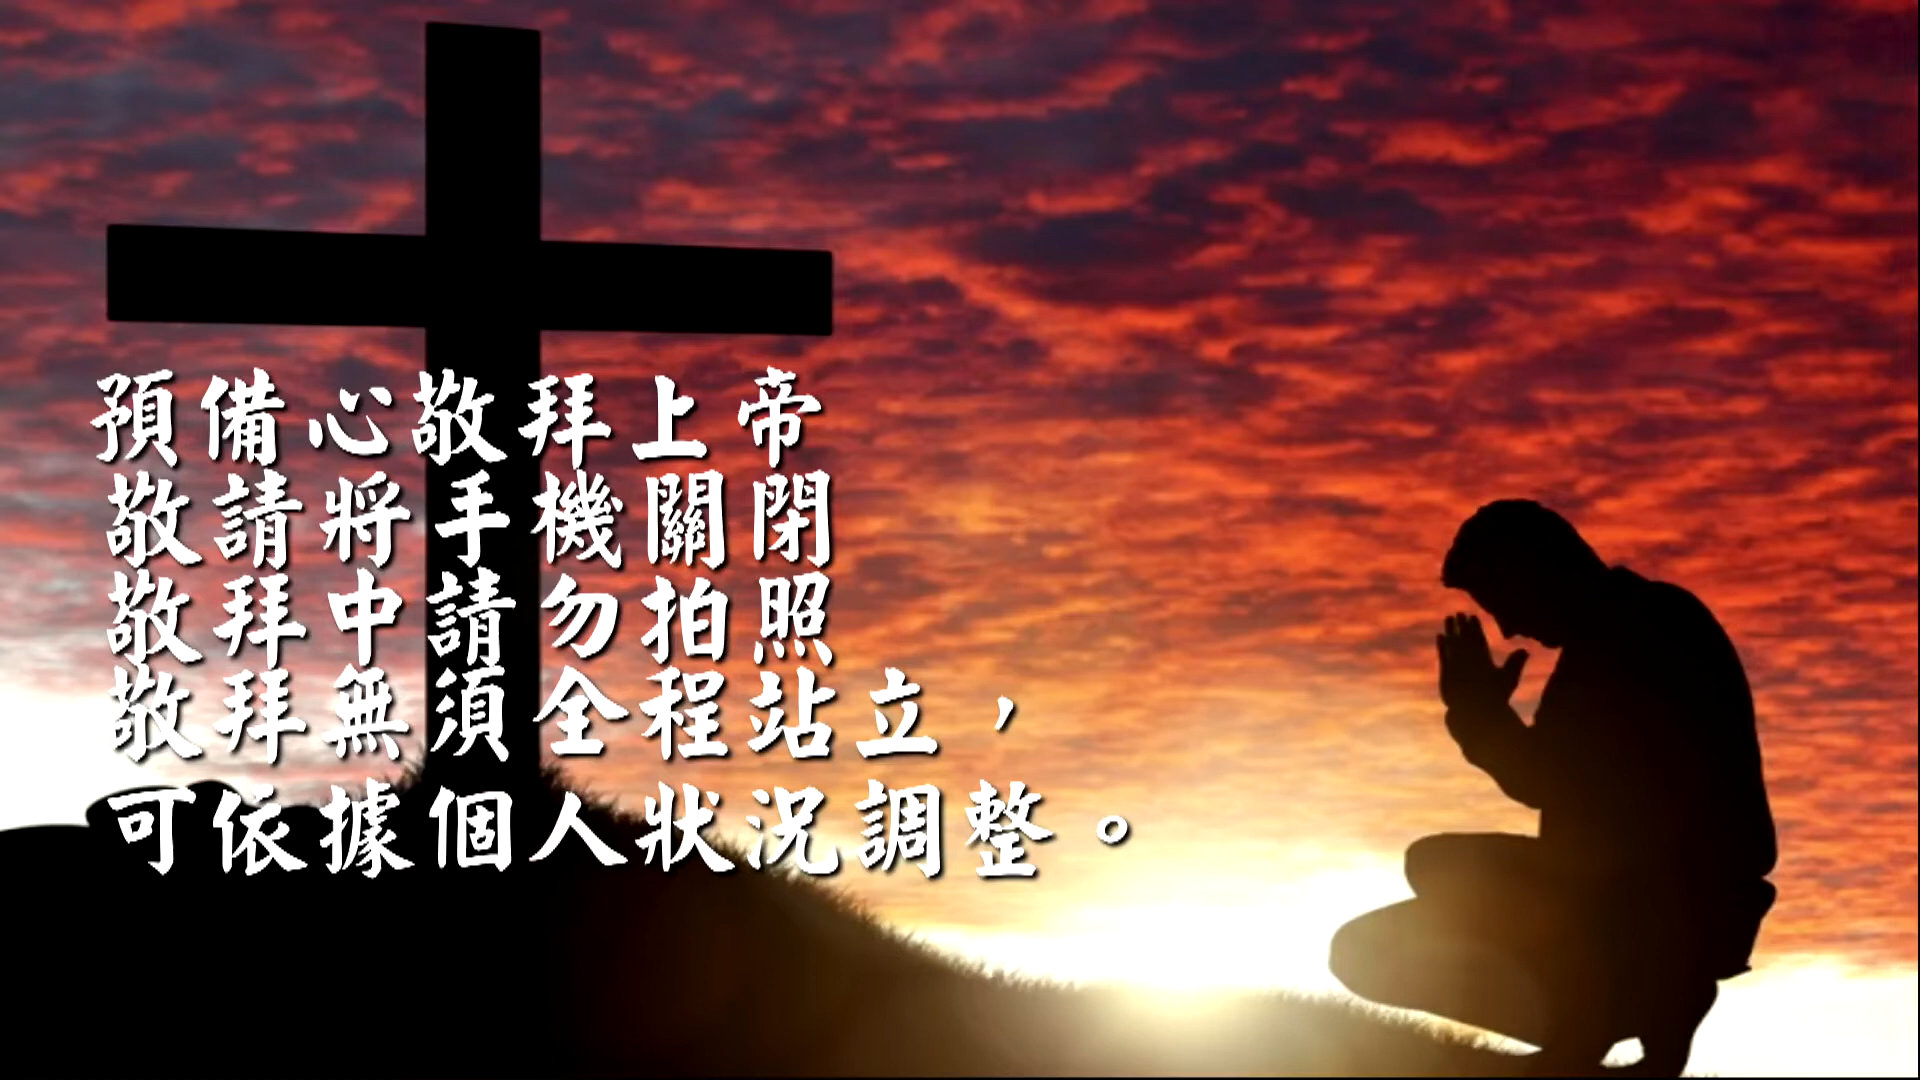 預備心敬拜上帝
敬請將手機關閉
敬拜中請勿拍照
敬拜無須全程站立，
可依據個人狀況調整。